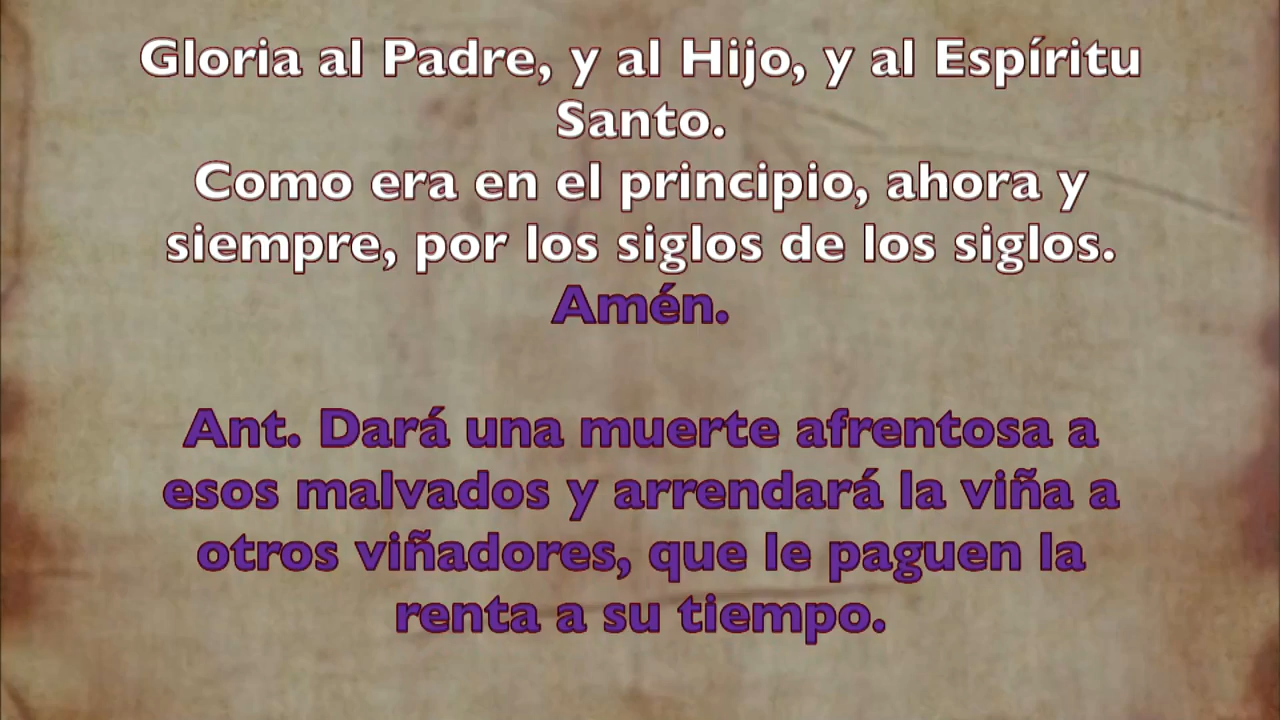 Gloria al Padre, y al Hijo, y al Espíritu
Santo.
Como era en el principio, ahora y
siempre, por los siglos de los siglos.
Amén.
Ant. Dará una muerte afrentosa a
esos malvados y arrendará la viña a
otros viñadores, que le paguen la
renta a su tiempo.